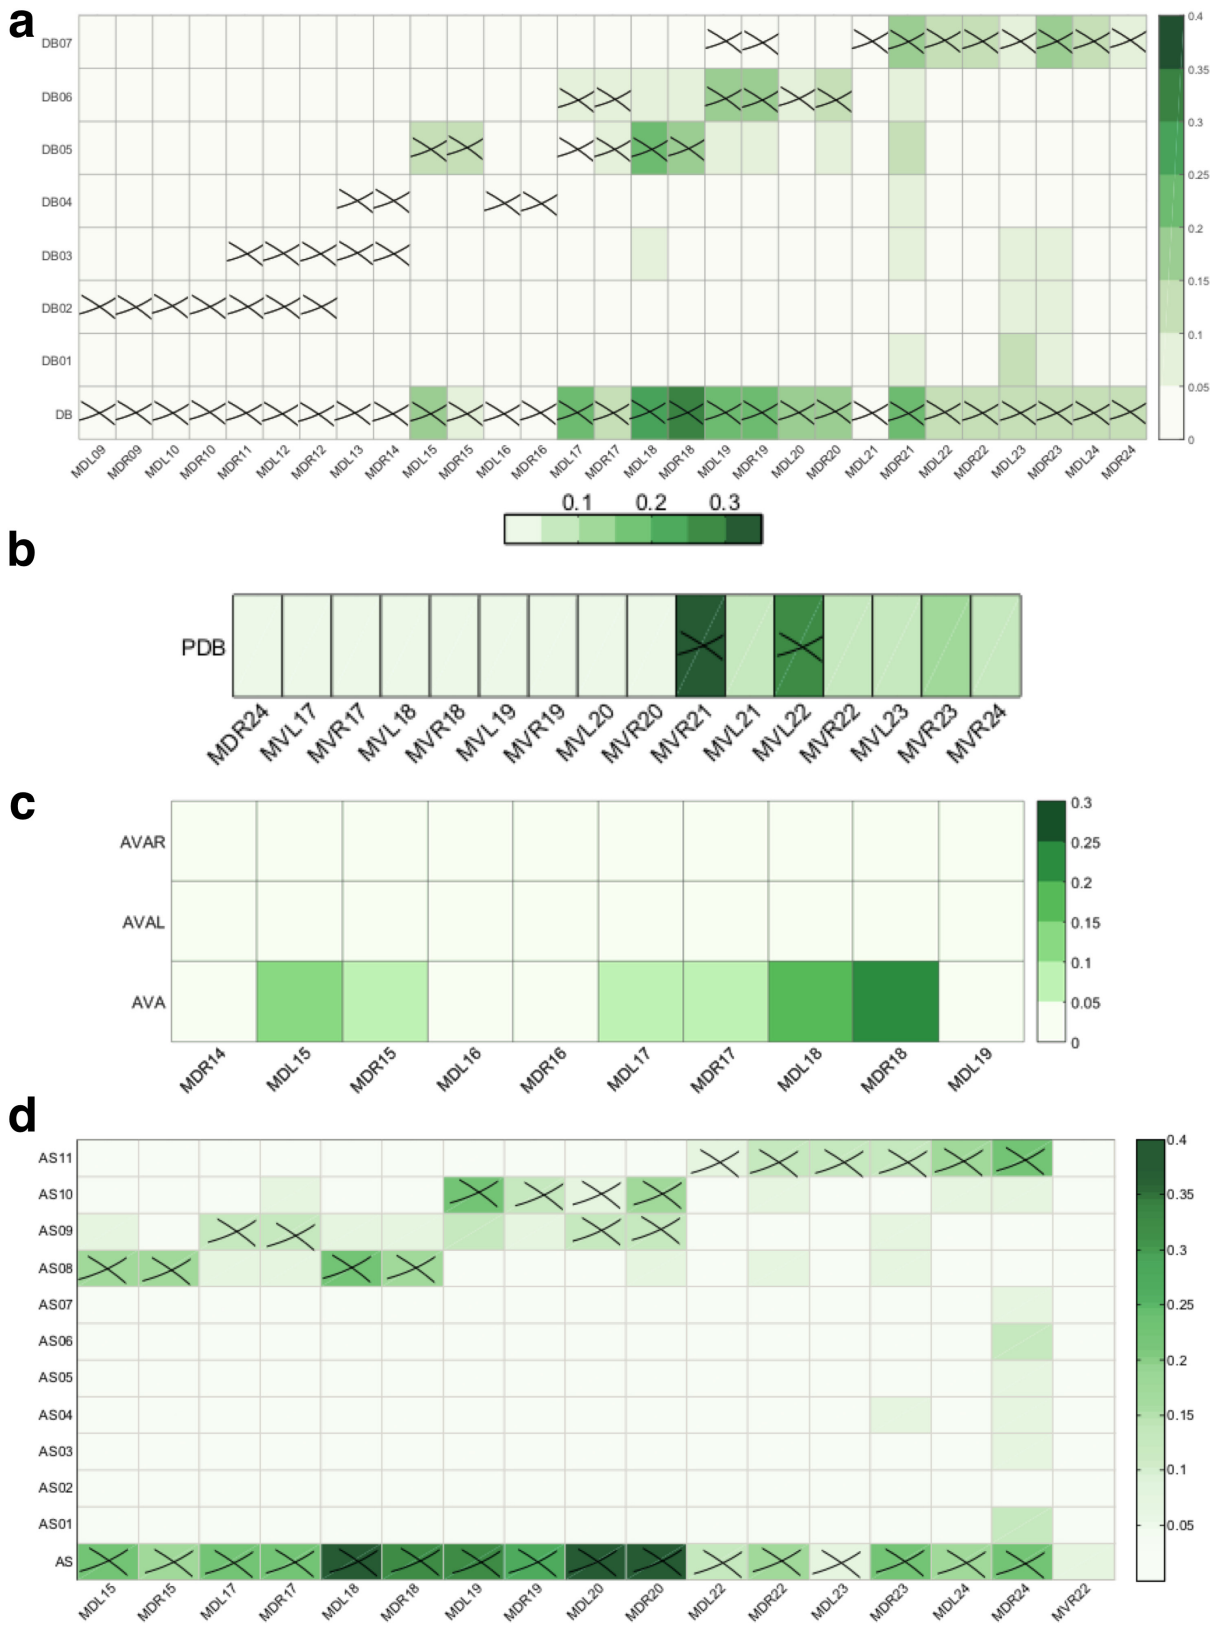 a
DB07
DB06
DB05
DB04
DB03
DB02
DB01
DB
MDL09 MDR09 MDL10 MDR10 MDR11 MDL12 MDR12 MDL13 MDR14 MDL15 MDR15 MDL16 MDR16 MDL17 MDR17 MDL18 MDR18 MDL19 MDR19 MDL20 MDR20 MDL21 MDR21 MDL22 MDR22 MDL23 MDR23 MDL24 MDR24
0.4
0.35
0.3
0.25
0.2
0.15
0.1
0.05
0
0.1 0.2 0.3
b
PDB
MDR24 MVL17 MVR17 MVL18 MVR18 MVL19 MVR19 MVL20 MVR20 MVR21 MVL21 MVL22 MVR22 MVL23 MVR23 MVR24
c
AVAR
AVAL
AVA
MDR14 MDL15 MDR15 MDL16 MDR16 MDL17 MDR17 MDL18 MDR18 MDL19
0.3
0.25
0.2
0.15
0.1
0.05
0
d
AS11
AS10
AS09
AS08
AS07
AS06
AS05
AS04
AS03
AS02
AS01
AS
MDL15 MDR15 MDL17 MDR17 MDL18 MDR18 MDL19 MDR19 MDL20 MDR20 MDL22 MDR22 MDL23 MDR23 MDL24 MDR24 MVR22
0.4
0.35
0.3
0.25
0.2
0.15
0.1
0.05